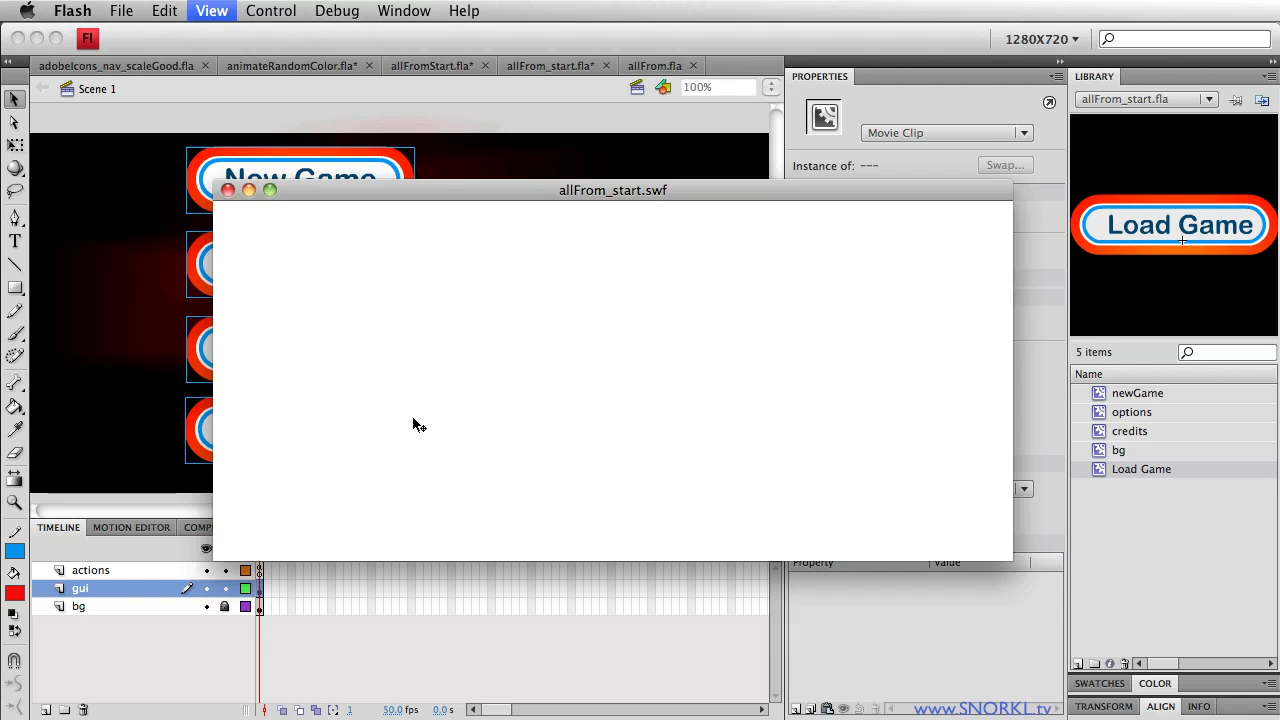 Flash File Edit View Control Debug Window Help
Fl 1280X720
adobeIcons_nav_scaleGood.fla animateRandomColor.fla* allFromStart.fla* allFrom_start.fla* allFrom.fla
Scene 1 100%
PROPERTIES
Movie Clip
Instance of: --- Swap...
LIBRARY
allFrom_start.fla
New Game
allFrom_start.swf
Load Game
5 items
Name
newGame
options
credits
bg
Load Game
TIMELINE MOTION EDITOR COMP
actions
gui
bg
1 50.0 fps 0.0 s
Property Value
SWATCHES COLOR
TRANSFORM ALIGN INFO
www.SNORKL.tv